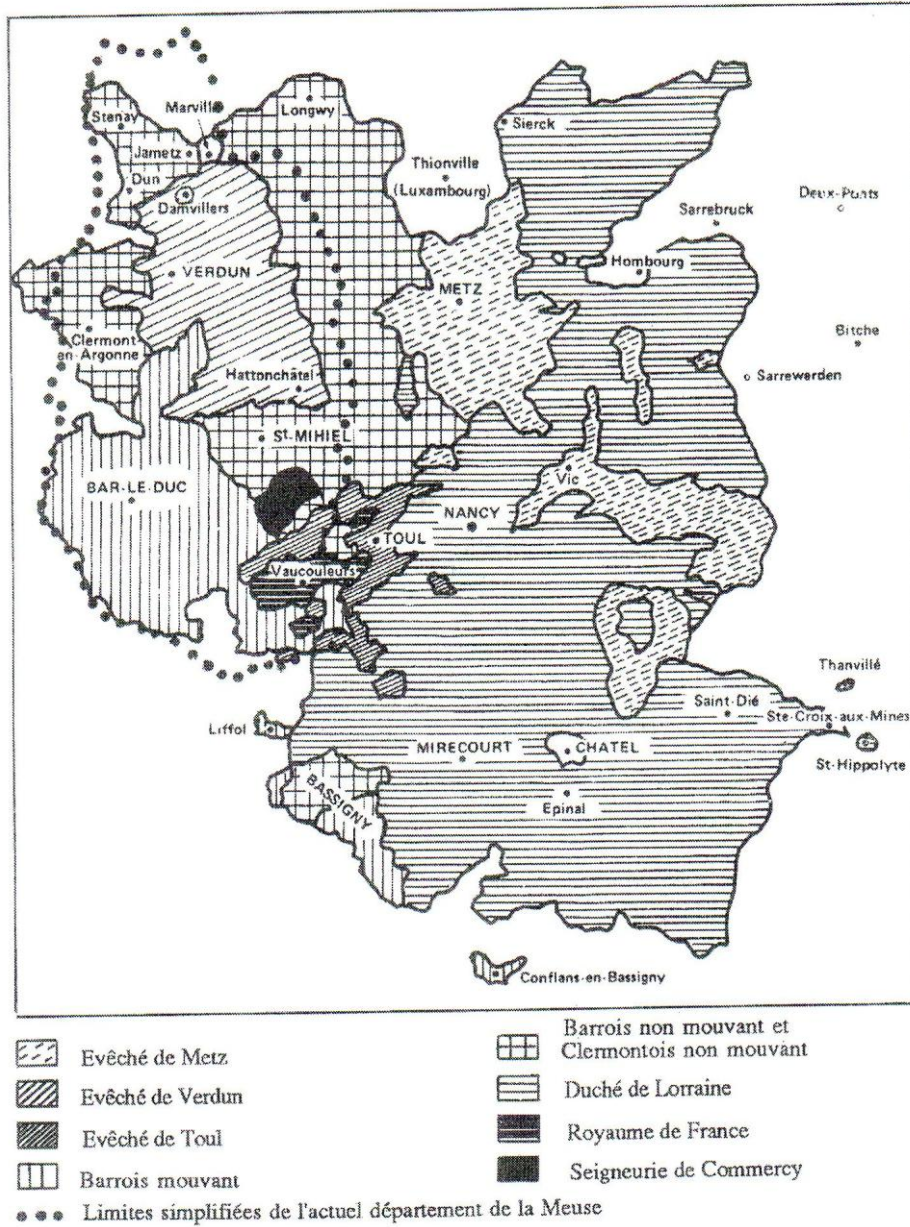 Stenay
Marville
Longwy
Jametz
Dun
Damvillers
Sierck
Thionville
(Luxembourg)
Deux-Ponts
Sarrebruck
Hombourg
VERDUN
METZ
Clermont
en-Argonne
Bitche
Hattonchâtel
Sarrewerden
St-MIHIEL
BAR-LE-DUC
Vic
NANCY
TOUL
Vaucouleurs
Thanvillé
Saint-Dié
Ste-Croix-aux-Mines
Liffol
MIRECOURT
CHATEL
St-Hippolyte
BASSIGNY
Epinal
Conflans-en-Bassigny
Evêché de Metz
Evêché de Verdun
Evêché de Toul
Barrois mouvant
Barrois non mouvant et
Clermontois non mouvant
Duché de Lorraine
Royaume de France
Seigneurie de Commercy
Limites simplifiées de l'actuel département de la Meuse